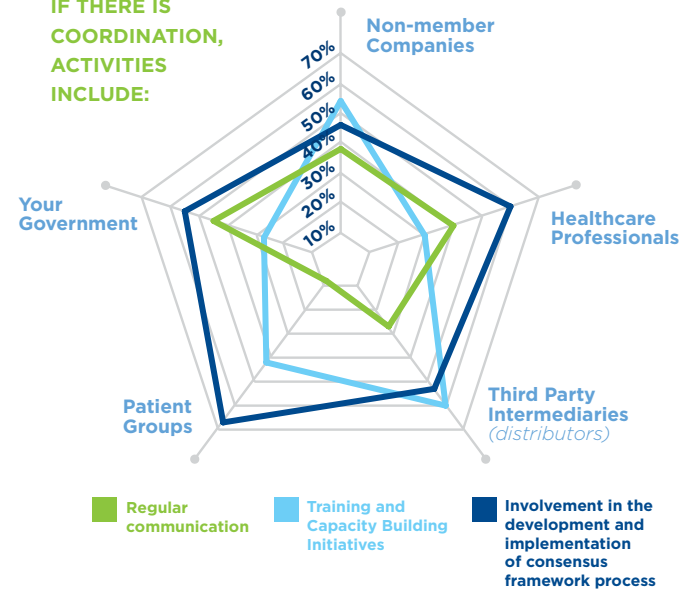 IF THERE IS
COORDINATION,
ACTIVITIES
INCLUDE:
Non-member
Companies
70%
60%
50%
40%
30%
20%
10%
Your
Government
Healthcare
Professionals
Patient
Groups
Third Party
Intermediaries
(distributors)
Regular
communication
Training and
Capacity Building
Initiatives
Involvement in the
development and
implementation
of consensus
framework process